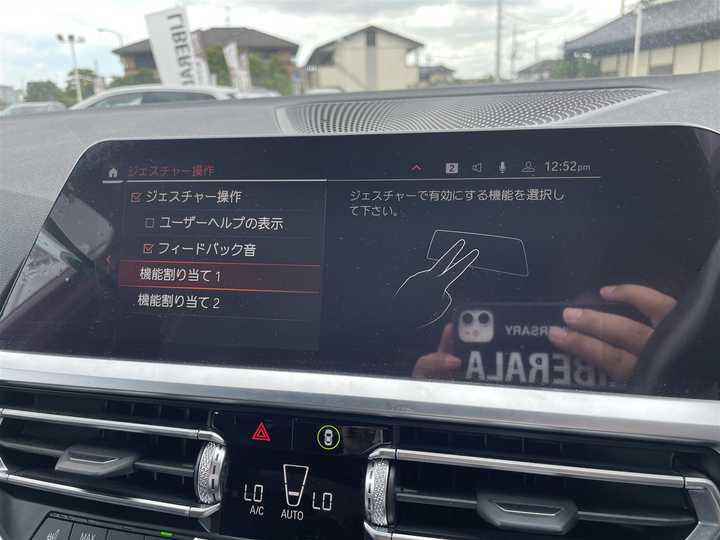 LIBERALA
ジェスチャー操作
2
12:52pm
ジェスチャー操作
ユーザーヘルプの表示
フィードバック音
機能割り当て 1
機能割り当て 2
ジェスチャーで有効にする機能を選択し
て下さい。
VERSARY
LIBERALA
LO
A/C
AUTO
LO
MAX